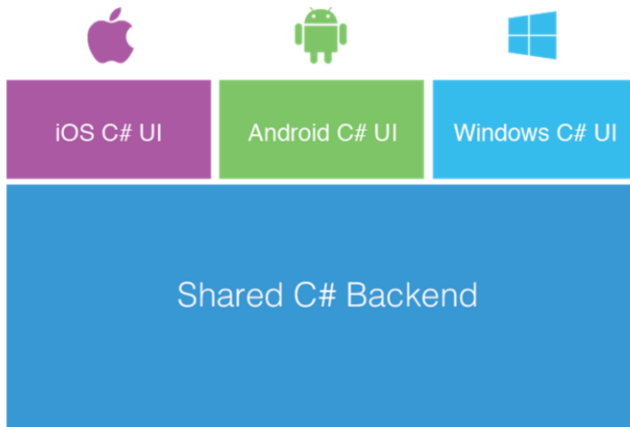 iOS C# UI
Android C# UI
Windows C# UI
Shared C# Backend